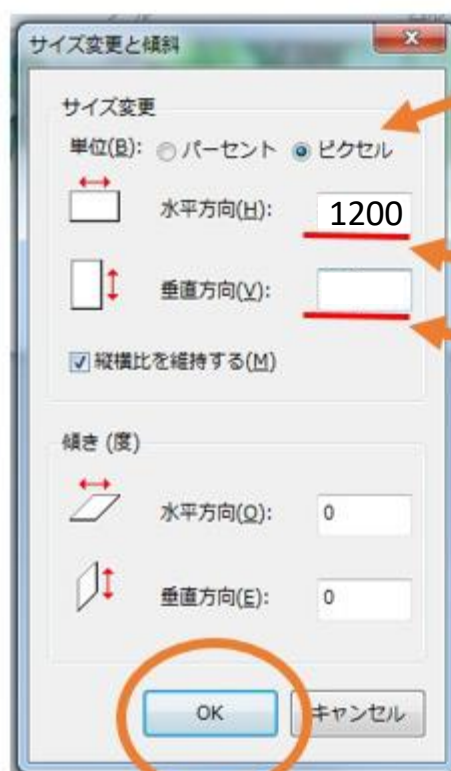 サイズ変更と傾斜
サイズ変更
単位(B): パーセント ピクセル
水平方向(H): 1200
垂直方向(V):
縦横比を維持する(M)
傾き (度)
水平方向(O): 0
垂直方向(E): 0
OK キャンセル